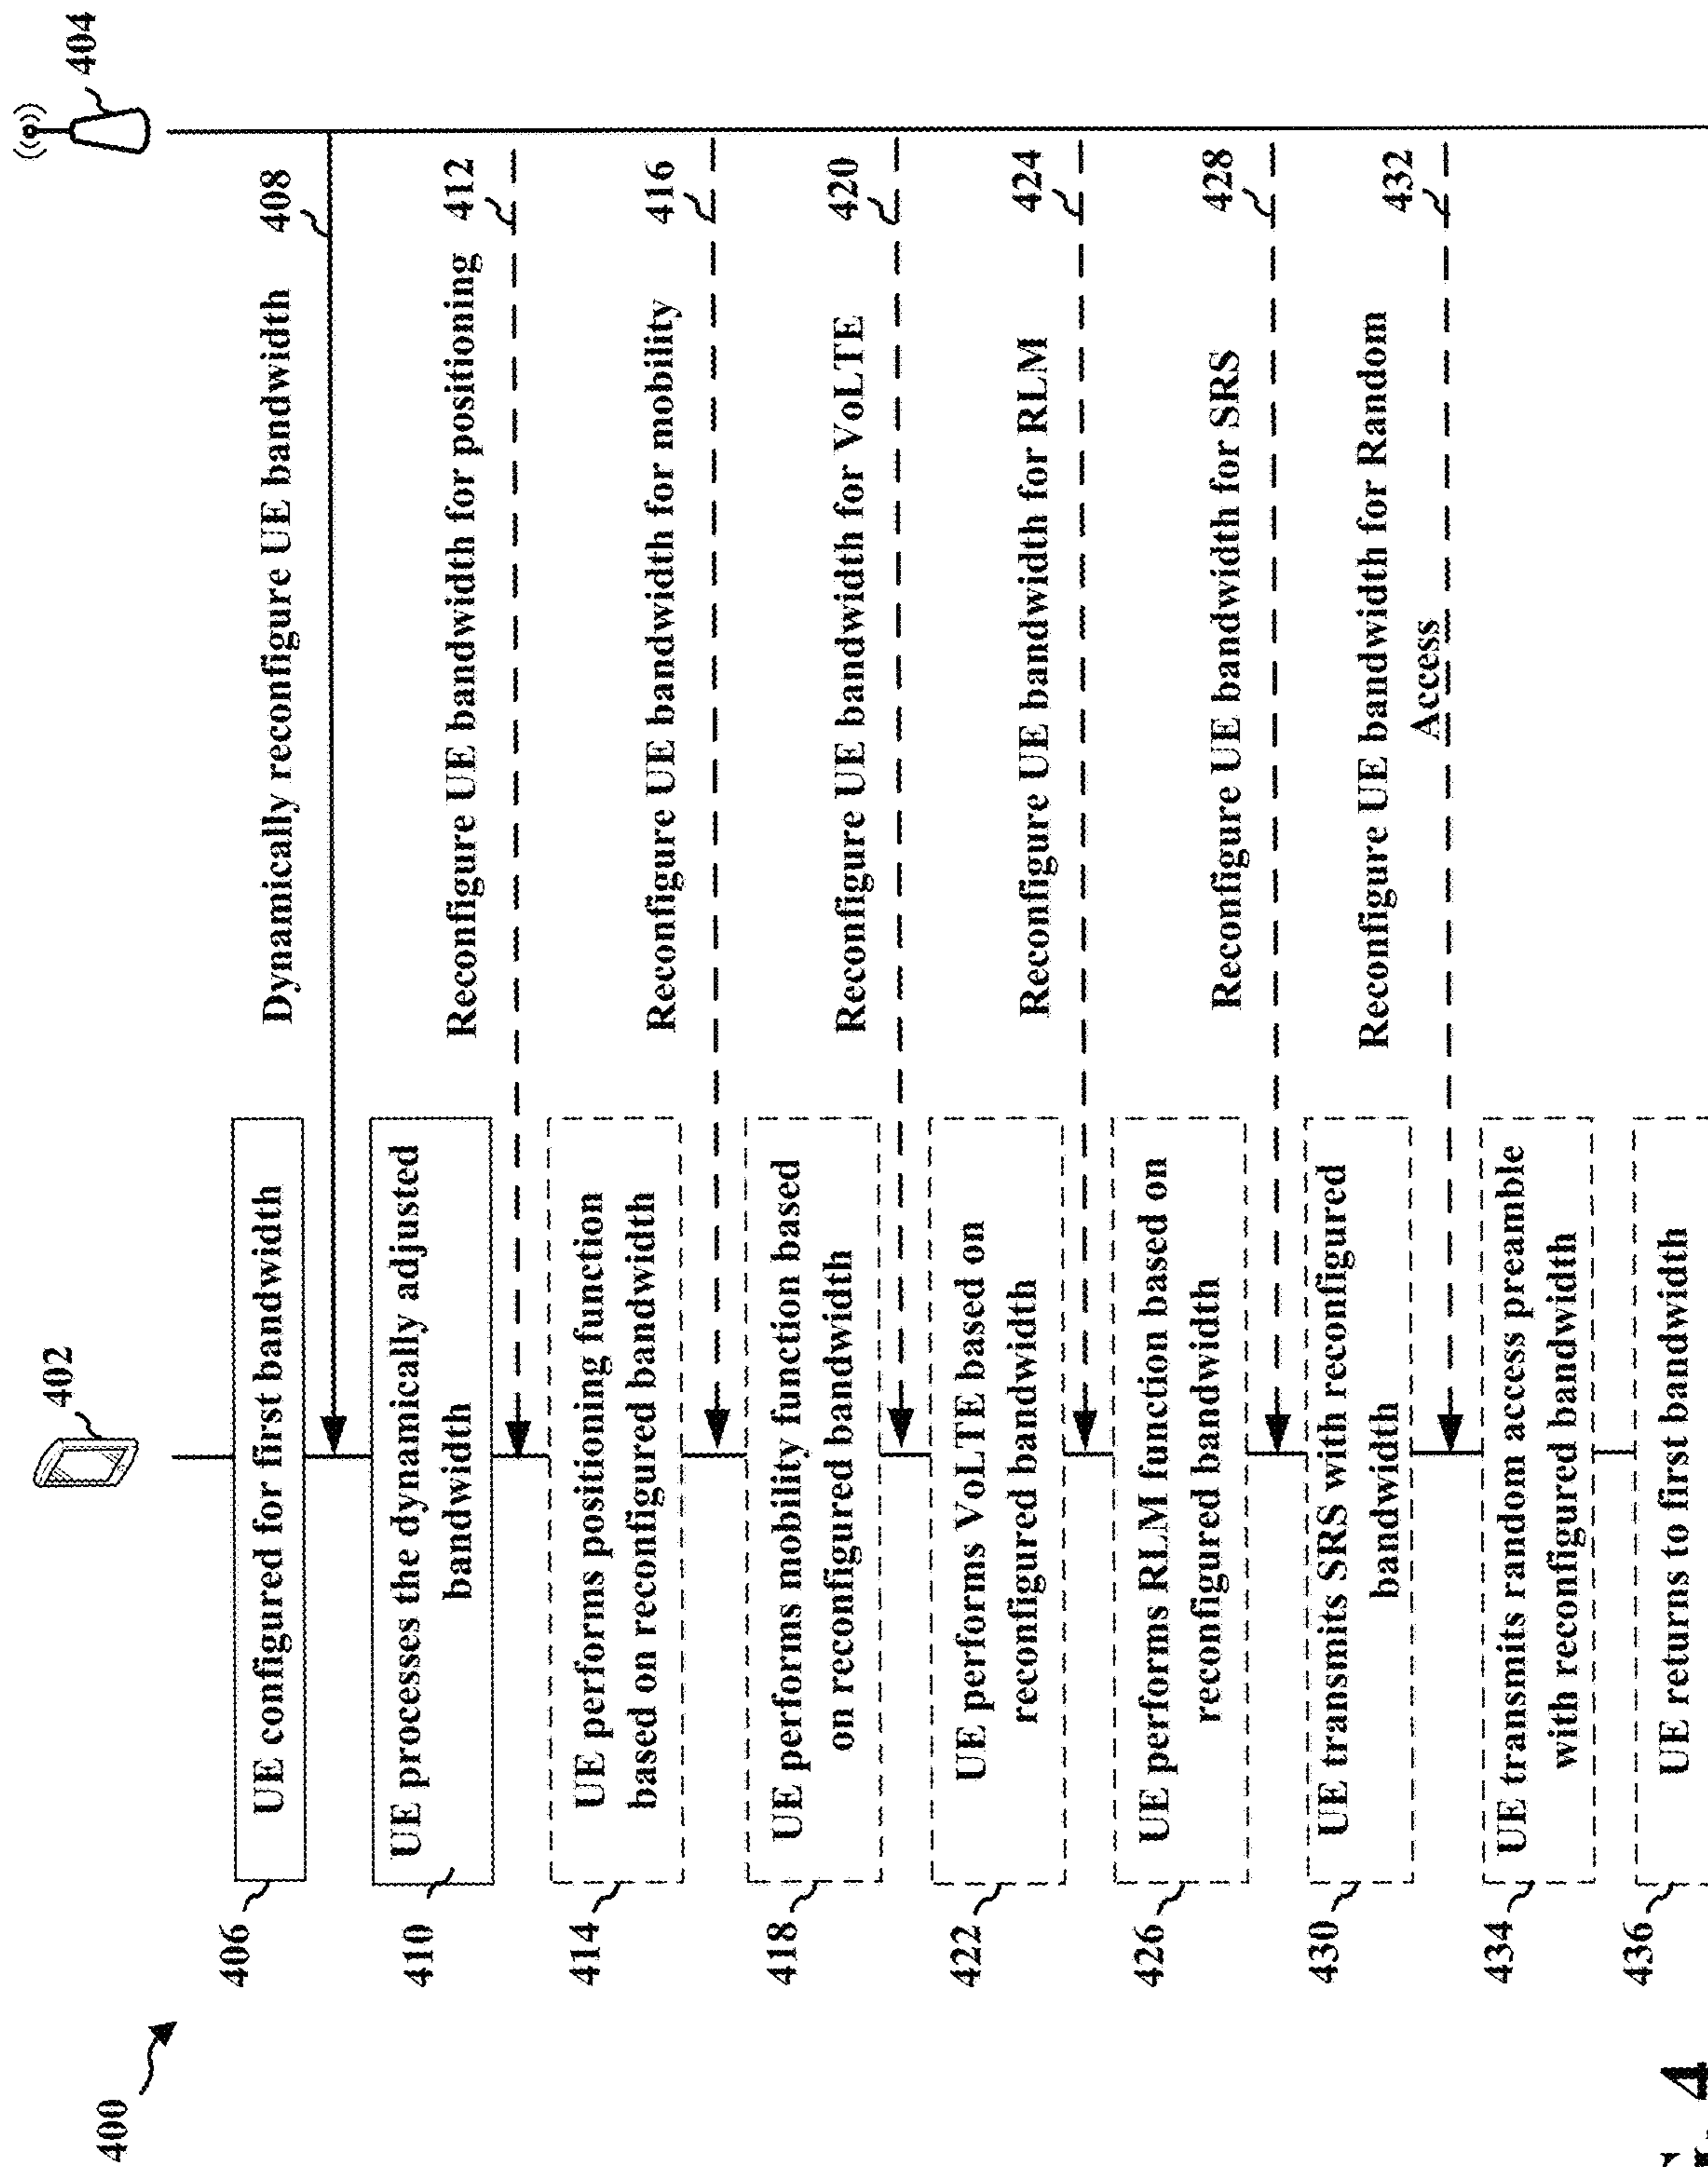 400
402
404
406
UE configured for first bandwidth
Dynamically reconfigure UE bandwidth
408
410
UE processes the dynamically adjusted
bandwidth
Reconfigure UE bandwidth for positioning
412
414
UE performs positioning function
based on reconfigured bandwidth
Reconfigure UE bandwidth for mobility
416
418
UE performs mobility function based
on reconfigured bandwidth
Reconfigure UE bandwidth for VoLTE
420
422
UE performs VoLTE based on
reconfigured bandwidth
Reconfigure UE bandwidth for RLM
424
426
UE performs RLM function based on
reconfigured bandwidth
Reconfigure UE bandwidth for SRS
428
430
UE transmits SRS with reconfigured
bandwidth
Reconfigure UE bandwidth for Random
Access
432
434
UE transmits random access preamble
with reconfigured bandwidth
436
UE returns to first bandwidth
4